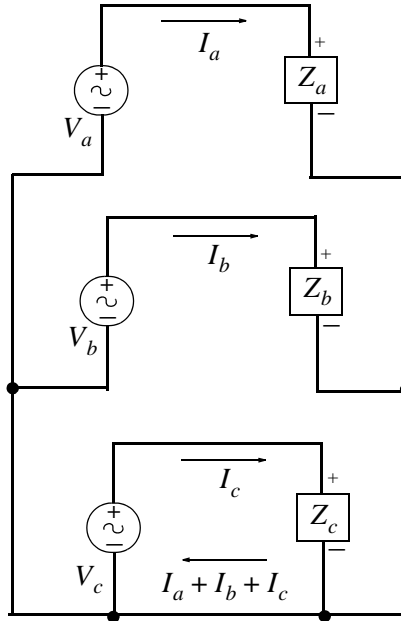 I_a
+
+
Z_a
−
−
V_a
I_b
+
+
Z_b
−
−
V_b
I_c
+
+
Z_c
−
−
V_c
I_a + I_b + I_c